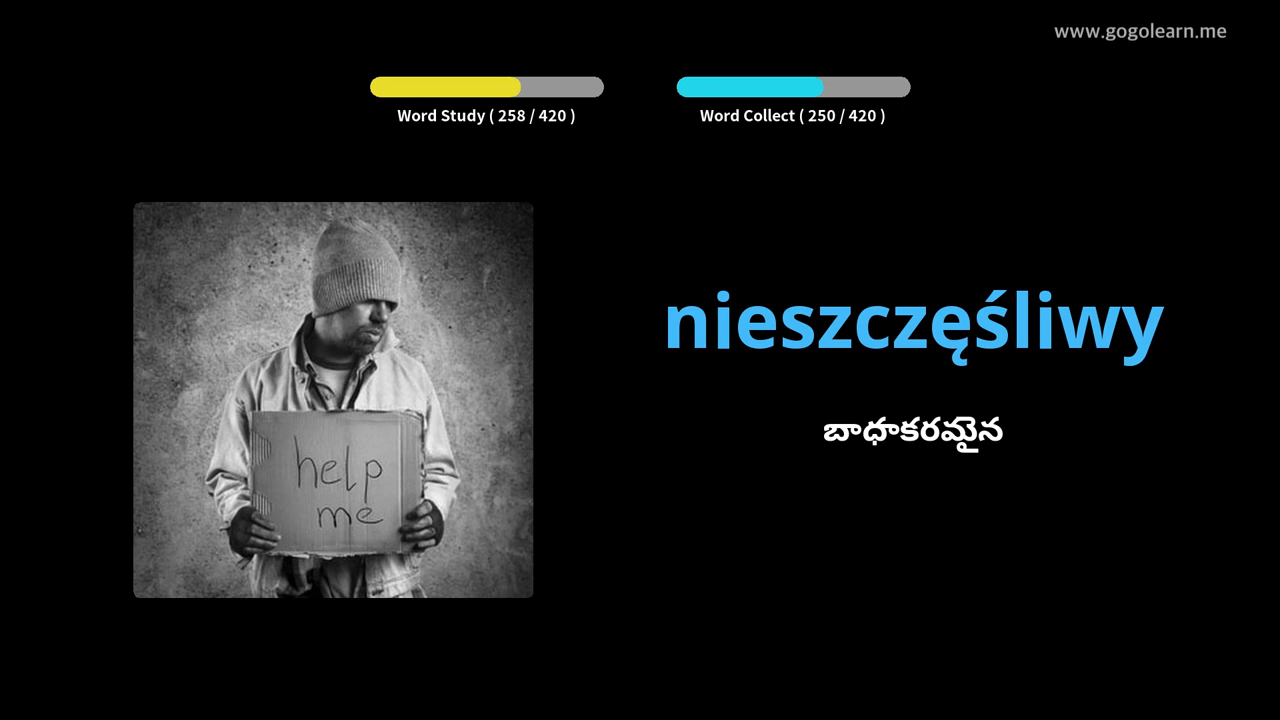 www.gogolearn.me
Word Study ( 258 / 420 )
Word Collect ( 250 / 420 )
nieszczęśliwy
బాధాకరమైన
help
me